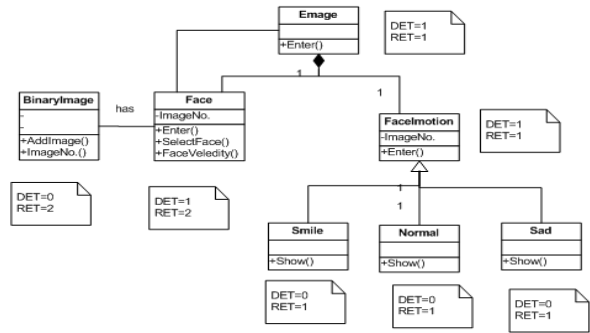 Emage
+Enter()
DET=1
RET=1
1
1
BinaryImage
-
-
+AddImage()
+ImageNo.()
has
Face
-ImageNo.
+Enter()
+SelectFace()
+FaceVeledity()
FaceImotion
-ImageNo.
+Enter()
DET=1
RET=1
DET=0
RET=2
DET=1
RET=2
1
1
Smile
+Show()
Normal
+Show()
Sad
+Show()
DET=0
RET=1
DET=0
RET=1
DET=0
RET=1